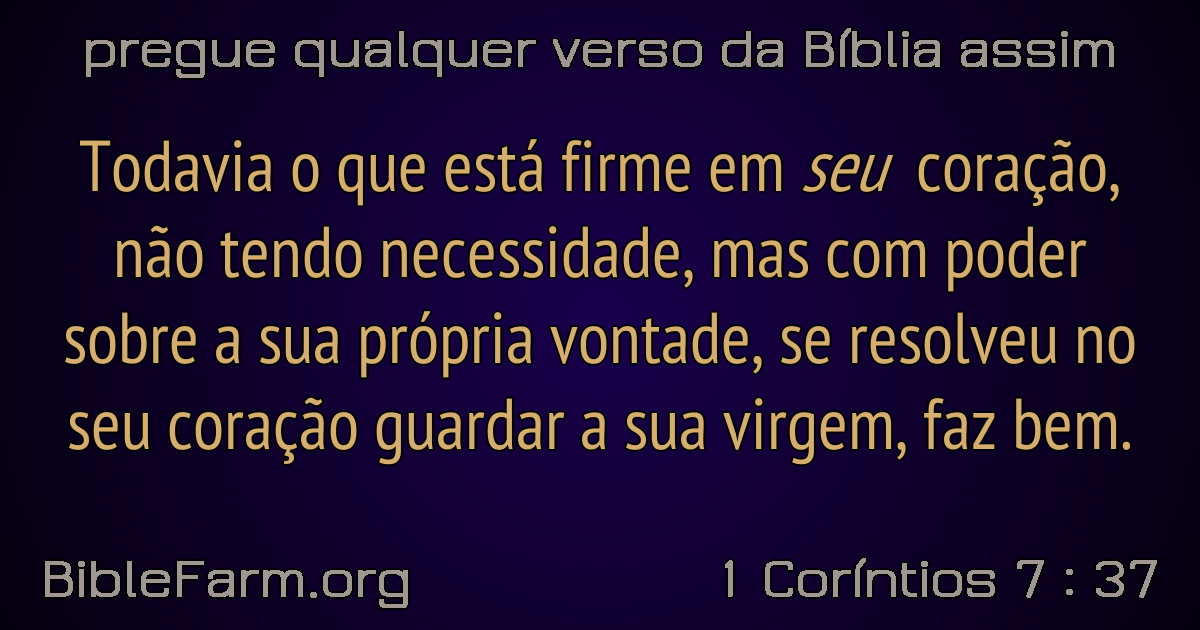 pregue qualquer verso da Bíblia assim
Todavia o que está firme em seu coração,
não tendo necessidade, mas com poder
sobre a sua própria vontade, se resolveu no
seu coração guardar a sua virgem, faz bem.
BibleFarm.org
1 Coríntios 7 : 37